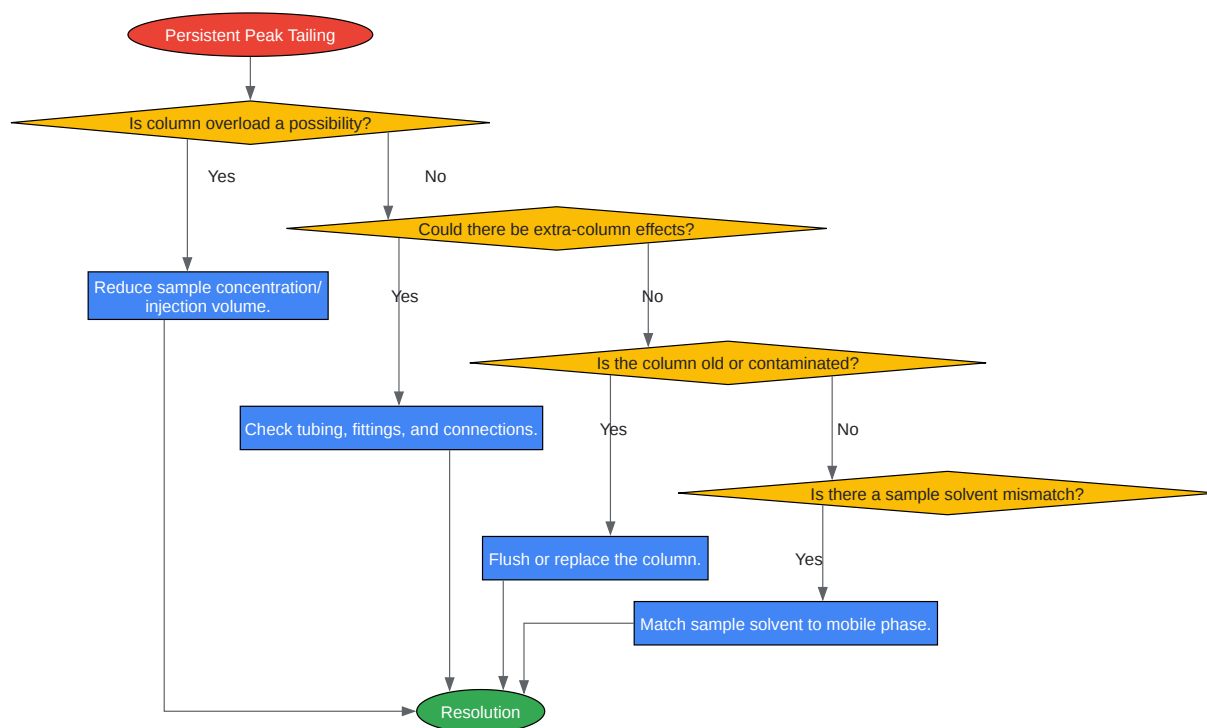 Persistent Peak Tailing
Is column overload a possibility?
Yes
No
Could there be extra-column effects?
Reduce sample concentration/
injection volume.
Yes
No
Is the column old or contaminated?
Check tubing, fittings, and connections.
Yes
No
Is there a sample solvent mismatch?
Flush or replace the column.
Yes
Match sample solvent to mobile phase.
Resolution